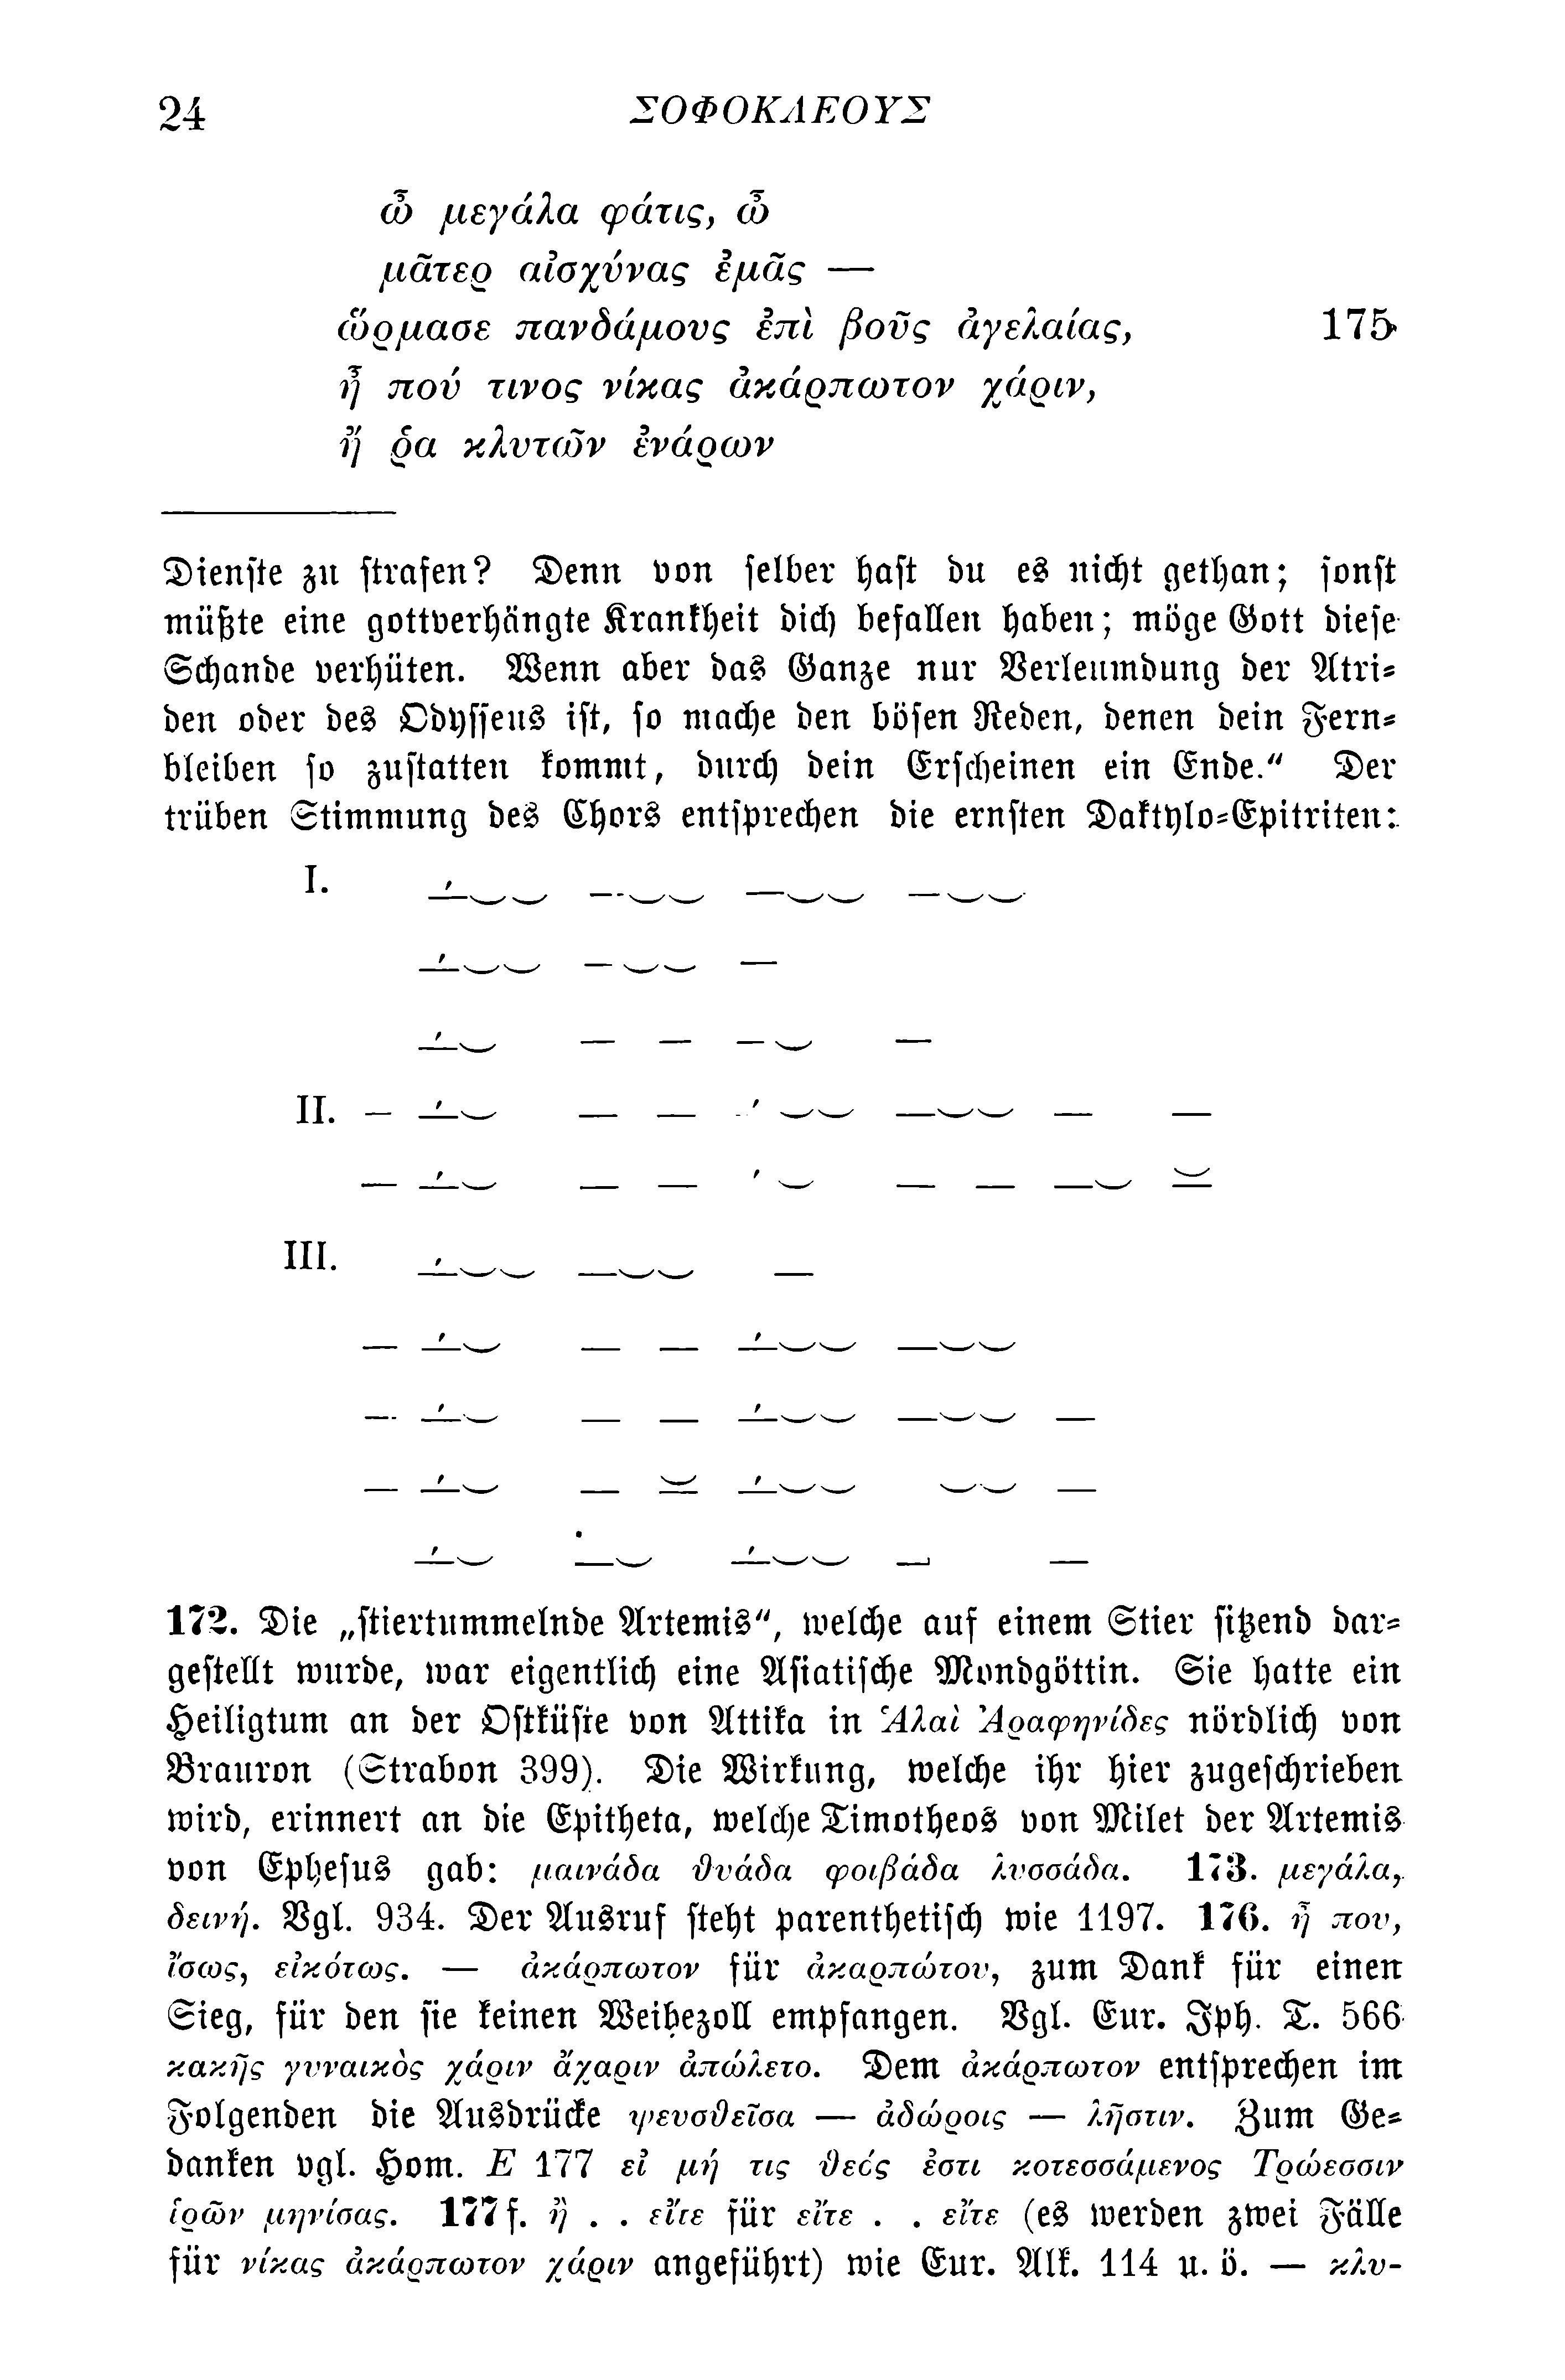 24 ΣΟΦΟΚΛΕΟΥΣ
ὦ μεγάλα φάτις, ὦ
μᾶτερ αἰσχύνας ἐμᾶς —
ὥρμασε πανδάμους ἐπὶ βοῦς ἀγελαίας, 175
ἦ πού τινος νίκας ἀκάρπωτον χάριν,
ἤ ῥα κλυτῶν ἐνάρων
Dienste zu strafen? Denn von selber hast du es nicht gethan; sonst
müßte eine gottverhängte Krankheit dich befallen haben; möge Gott diese
Schande verhüten. Wenn aber das Ganze nur Verleumdung der Atri-
den oder des Odysseus ist, so mache den bösen Reden, denen dein Fern-
bleiben so zustatten kommt, durch dein Erscheinen ein Ende." Der
trüben Stimmung des Chors entsprechen die ernsten Daktylo-Epitriten:
I. –́⏑⏑ –⏑⏑ –⏑⏑ –⏑⏑
–́⏑⏑ –⏑⏑ –
–́⏑ – – –⏑ –
II. – –́⏑ – – –́⏑⏑ –⏑⏑ – –
– –́⏑ – – –́⏑ – – –⏑ ⏓
III. –́⏑⏑ –⏑⏑ –
– –́⏑ – – –́⏑⏑ –⏑⏑
– –́⏑ – – –́⏑⏑ –⏑⏑ –
– –́⏑ – ⏓ –́⏑⏑ ⏑⏑ –
–́⏑ –̇⏑ –́⏑⏑ –⏌ –
172. Die „stiertummelnde Artemis", welche auf einem Stier sitzend dar-
gestellt wurde, war eigentlich eine Asiatische Mondgöttin. Sie hatte ein
Heiligtum an der Ostküste von Attika in Ἁλαὶ Ἀραφηνίδες nördlich von
Brauron (Strabon 399). Die Wirkung, welche ihr hier zugeschrieben
wird, erinnert an die Epitheta, welche Timotheos von Milet der Artemis
von Ephesus gab: μαινάδα θυάδα φοιβάδα λυσσάδα. 173. μεγάλα,
δεινή. Vgl. 934. Der Ausruf steht parenthetisch wie 1197. 176. ἦ που,
ἴσως, εἰκότως. — ἀκάρπωτον für ἀκαρπώτου, zum Dank für einen
Sieg, für den sie keinen Weihezoll empfangen. Vgl. Eur. Iph. T. 566
κακῆς γυναικὸς χάριν ἄχαριν ἀπώλετο. Dem ἀκάρπωτον entsprechen im
Folgenden die Ausdrücke ψευσθεῖσα — ἀδώροις — λῇστιν. Zum Ge-
danken vgl. Hom. E 177 εἰ μή τις θεός ἐστι κοτεσσάμενος Τρώεσσιν
ἱρῶν μηνίσας. 177 f. ἤ . . εἴτε für εἴτε . . εἴτε (es werden zwei Fälle
für νίκας ἀκάρπωτον χάριν angeführt) wie Eur. Alk. 114 u. ö. — κλυ-